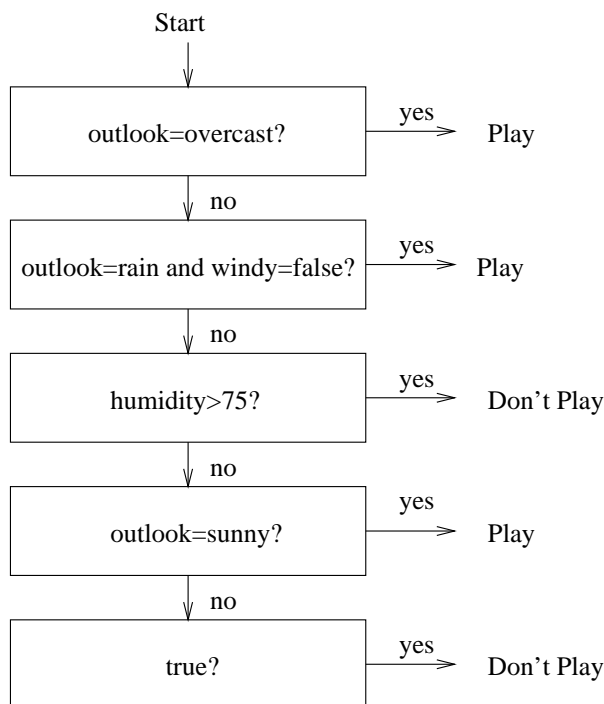 Start
outlook=overcast?
yes
Play
no
outlook=rain and windy=false?
yes
Play
no
humidity>75?
yes
Don't Play
no
outlook=sunny?
yes
Play
no
true?
yes
Don't Play